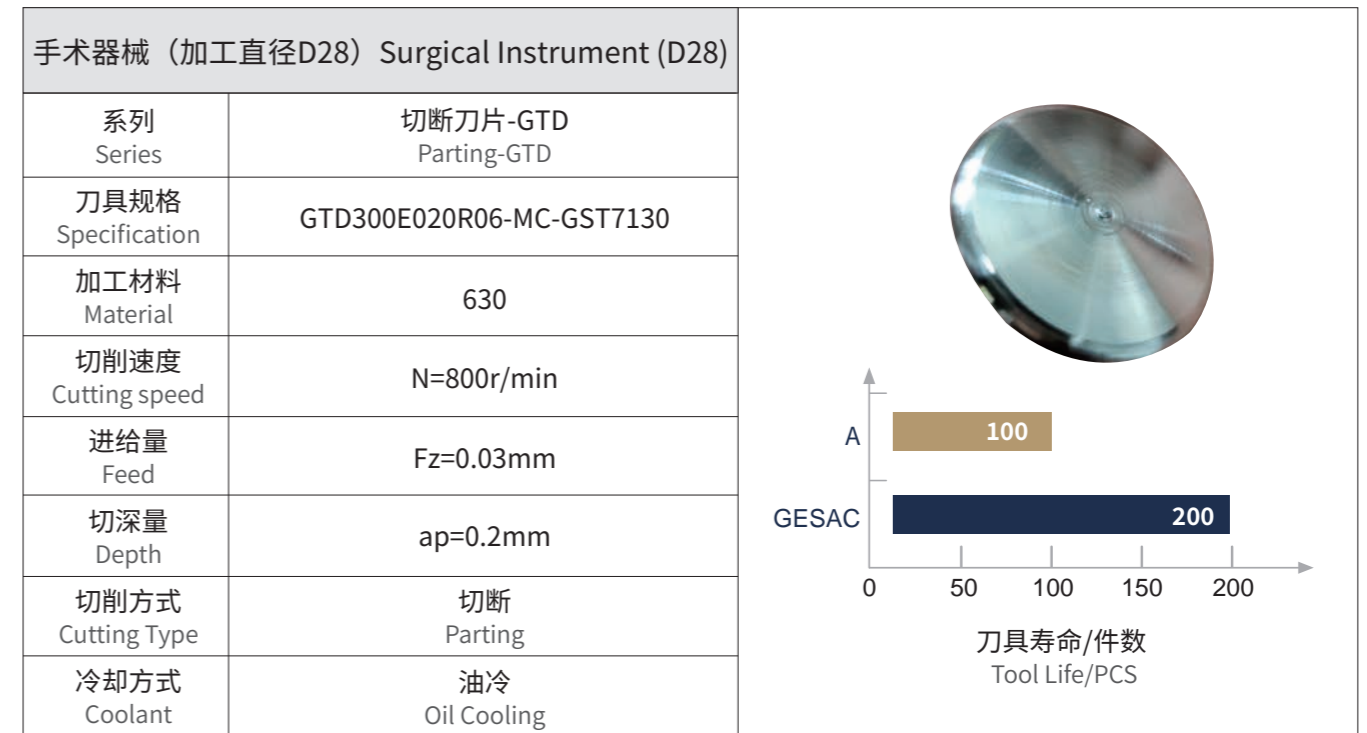 手术器械（加工直径D28）Surgical Instrument (D28)
系列
Series
切断刀片-GTD
Parting-GTD
刀具规格
Specification
GTD300E020R06-MC-GST7130
加工材料
Material
630
切削速度
Cutting speed
N=800r/min
进给量
Feed
Fz=0.03mm
切深量
Depth
ap=0.2mm
切削方式
Cutting Type
切断
Parting
冷却方式
Coolant
油冷
Oil Cooling
A
100
GESAC
200
0 50 100 150 200
刀具寿命/件数
Tool Life/PCS